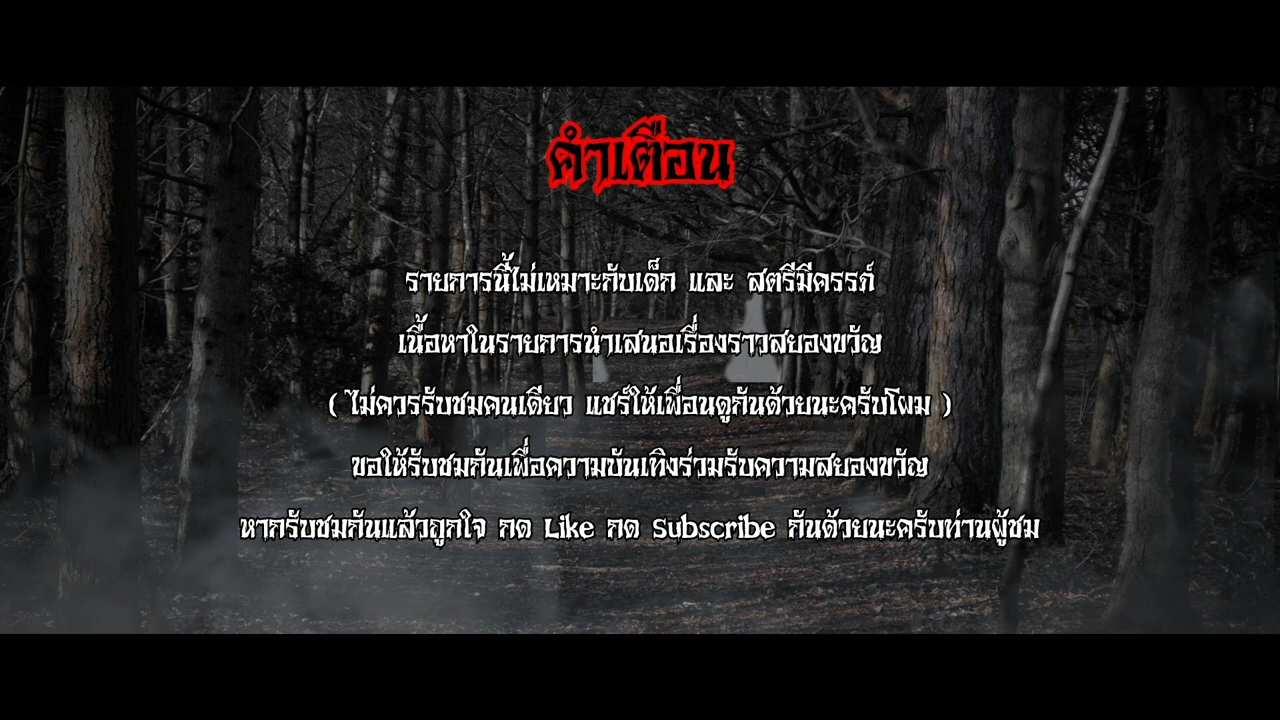 คำเตือน
รายการนี้ไม่เหมาะกับเด็ก และ สตรีมีครรภ์
เนื้อหาในรายการนำเสนอเรื่องราวสยองขวัญ
( ไม่ควรรับชมคนเดียว แชร์ให้เพื่อนดูกันด้วยนะครับโผม )
ขอให้รับชมกันเพื่อความบันเทิงร่วมรับความสยองขวัญ
หากรับชมกันแล้วถูกใจ กด Like กด Subscribe กันด้วยนะครับท่านผู้ชม